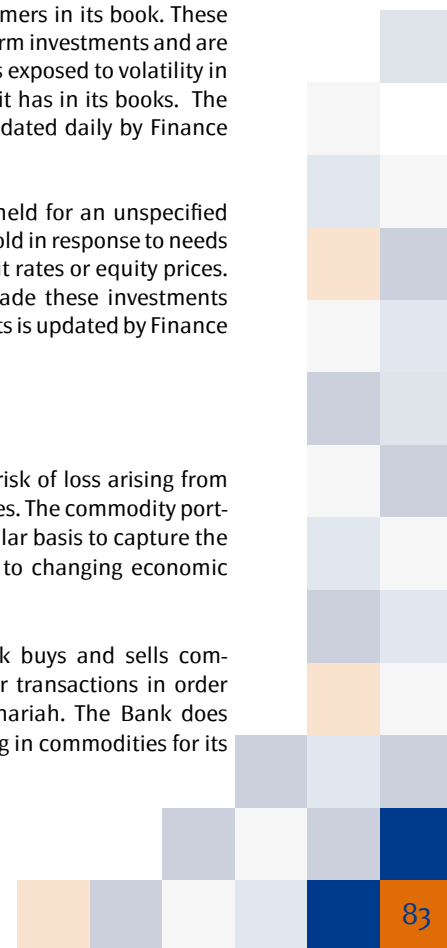 mers in its book. These
rm investments and are
s exposed to volatility in
it has in its books. The
dated daily by Finance
held for an unspecified
old in response to needs
it rates or equity prices.
ade these investments
ts is updated by Finance
risk of loss arising from
es. The commodity port-
lar basis to capture the
to changing economic
k buys and sells com-
r transactions in order
hariah. The Bank does
g in commodities for its
83